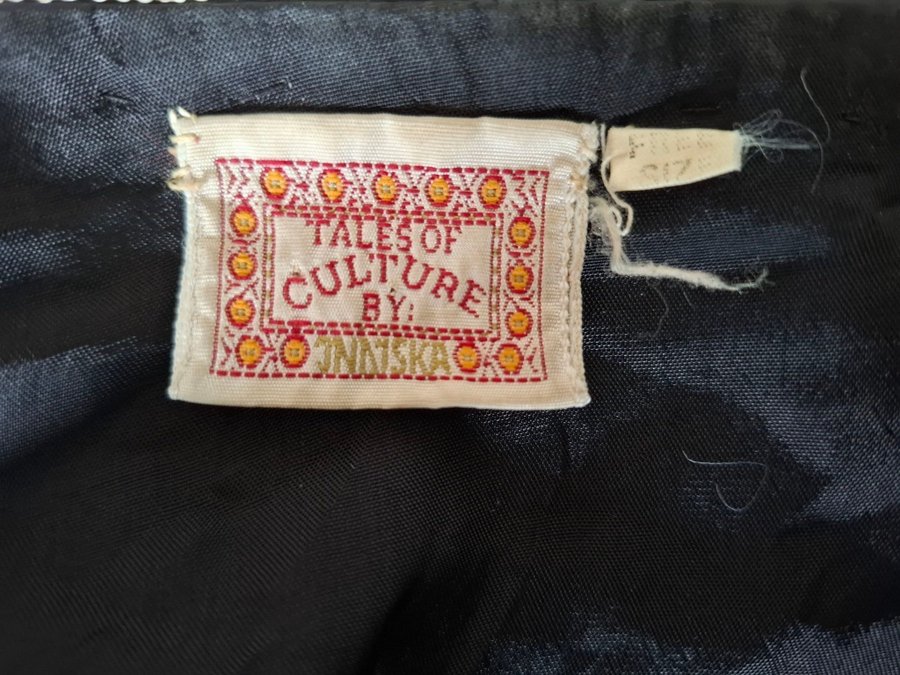 TALES OF
CULTURE
BY:
INNISKA